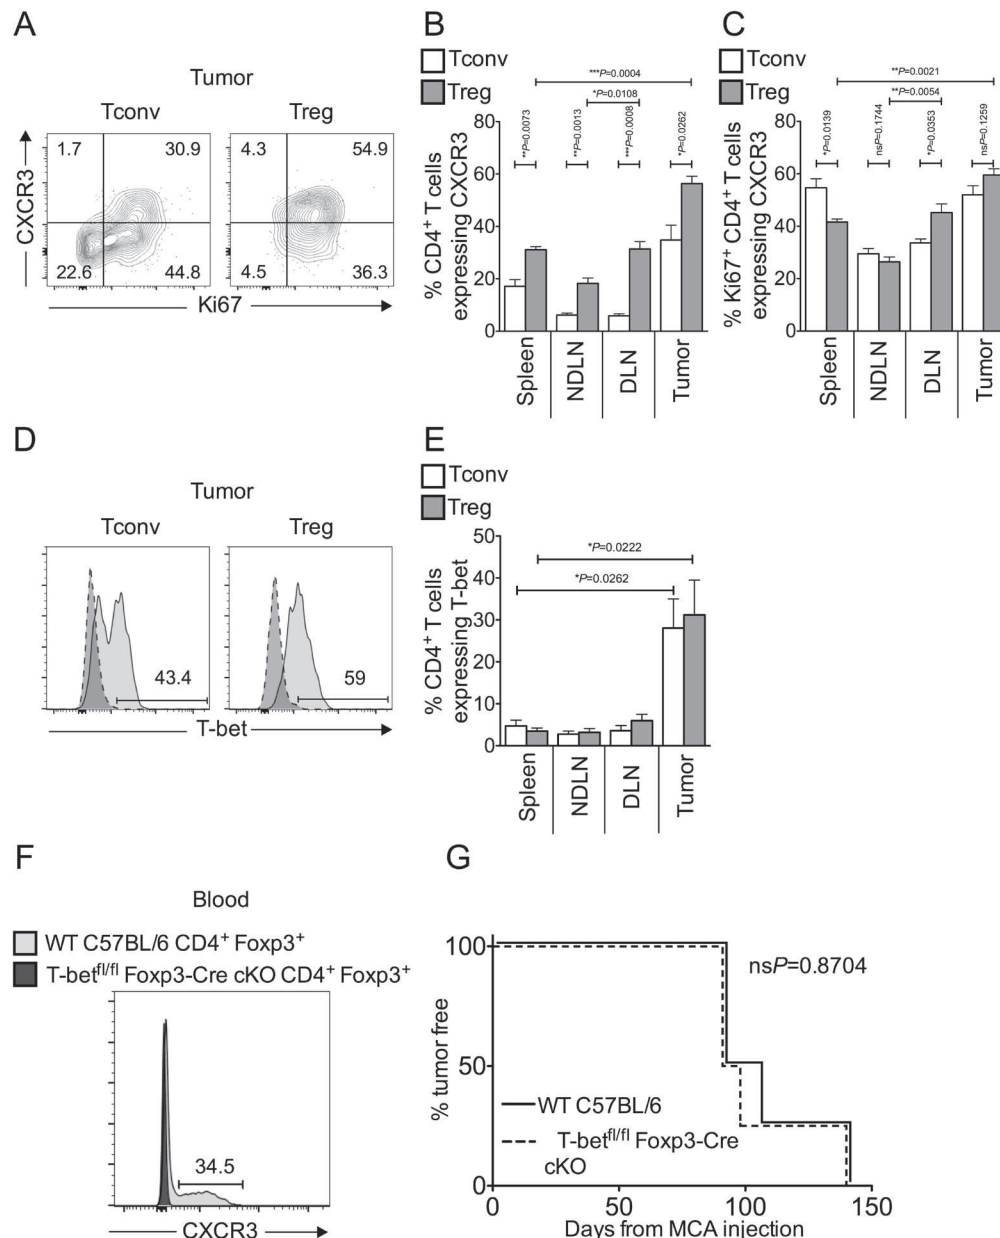 A
Tumor
Tconv
Treg
1.7
30.9
22.6
44.8
4.3
54.9
4.5
36.3
CXCR3
Ki67
B
Tconv
Treg
***P=0.0004
*P=0.0108
**P=0.0073
**P=0.0013
***P=0.0008
*P=0.0262
% CD4+ T cells
expressing CXCR3
80
60
40
20
0
Spleen
NDLN
DLN
Tumor
C
Tconv
Treg
**P=0.0021
**P=0.0054
*P=0.0139
nsP=0.1744
*P=0.0353
nsP=0.1259
% Ki67+ CD4+ T cells
expressing CXCR3
80
60
40
20
0
Spleen
NDLN
DLN
Tumor
D
Tumor
Tconv
Treg
43.4
59
T-bet
E
Tconv
Treg
*P=0.0222
*P=0.0262
% CD4+ T cells
expressing T-bet
50
40
30
20
10
0
Spleen
NDLN
DLN
Tumor
F
Blood
WT C57BL/6 CD4+ Foxp3+
T-betfl/fl Foxp3-Cre cKO CD4+ Foxp3+
34.5
CXCR3
G
nsP=0.8704
% tumor free
100
50
0
WT C57BL/6
T-betfl/fl Foxp3-Cre
cKO
0
50
100
150
Days from MCA injection